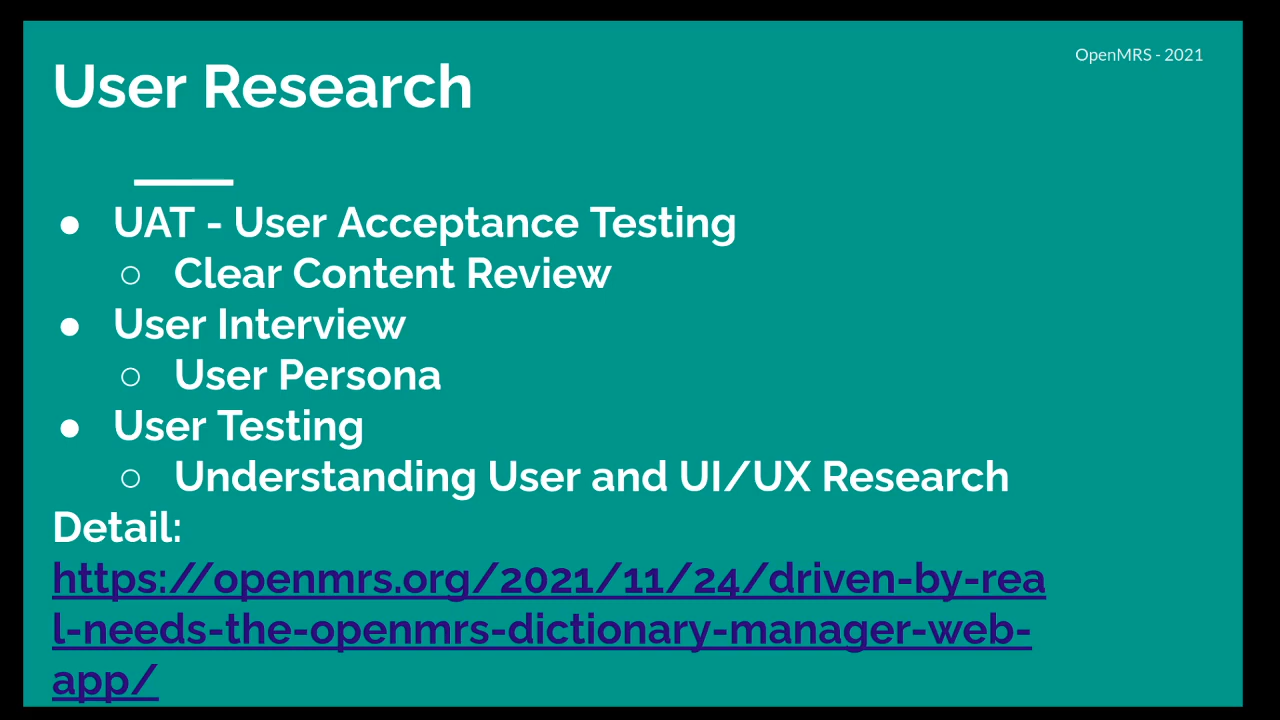 OpenMRS - 2021
User Research
● UAT - User Acceptance Testing
○ Clear Content Review
● User Interview
○ User Persona
● User Testing
○ Understanding User and UI/UX Research
Detail:
https://openmrs.org/2021/11/24/driven-by-rea
l-needs-the-openmrs-dictionary-manager-web-
app/